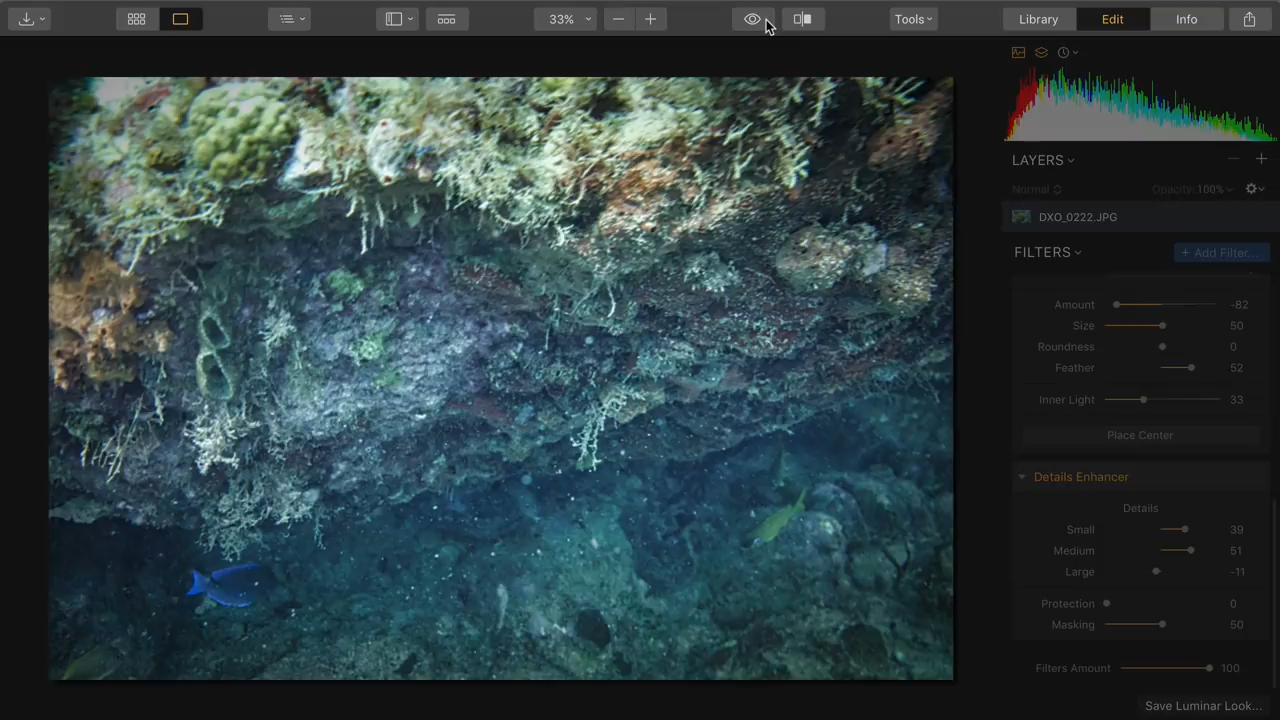 33%
Tools
Library
Edit
Info
LAYERS
Normal
Opacity: 100%
DXO_0222.JPG
FILTERS
+ Add Filter...
Amount -82
Size 50
Roundness 0
Feather 52
Inner Light 33
Place Center
Details Enhancer
Details
Small 39
Medium 51
Large -11
Protection 0
Masking 50
Filters Amount 100
Save Luminar Look...